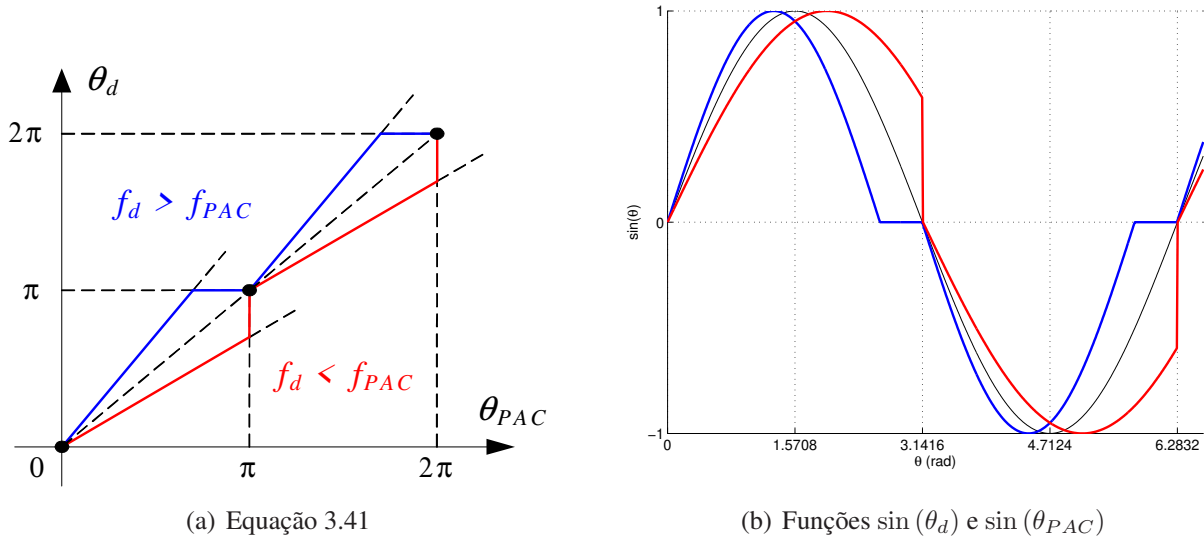 θd
2π
fd > fPAC
π
fd < fPAC
θPAC
0
π
2π
(a) Equação 3.41
1
sin(θ)
0
−1
0
1.5708
3.1416
4.7124
6.2832
θ (rad)
(b) Funções sin (θd) e sin (θPAC)